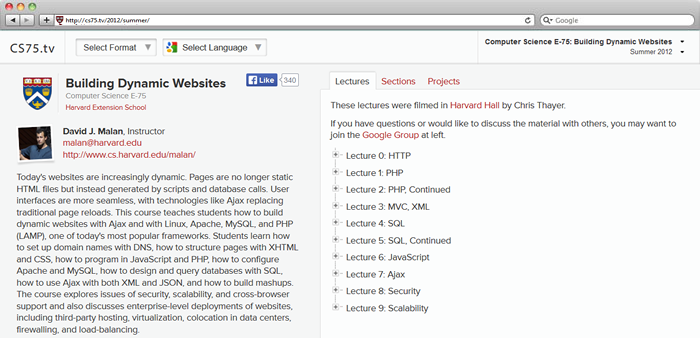 http://cs75.tv/2012/summer/
Google
CS75.tv
Select Format
Select Language
Computer Science E-75: Building Dynamic Websites
Summer 2012
Building Dynamic Websites
Computer Science E-75
Harvard Extension School
Like
340
David J. Malan, Instructor
malan@harvard.edu
http://www.cs.harvard.edu/malan/
Today's websites are increasingly dynamic. Pages are no longer static
HTML files but instead generated by scripts and database calls. User
interfaces are more seamless, with technologies like Ajax replacing
traditional page reloads. This course teaches students how to build
dynamic websites with Ajax and with Linux, Apache, MySQL, and PHP
(LAMP), one of today's most popular frameworks. Students learn how
to set up domain names with DNS, how to structure pages with XHTML
and CSS, how to program in JavaScript and PHP, how to configure
Apache and MySQL, how to design and query databases with SQL,
how to use Ajax with both XML and JSON, and how to build mashups.
The course explores issues of security, scalability, and cross-browser
support and also discusses enterprise-level deployments of websites,
including third-party hosting, virtualization, colocation in data centers,
firewalling, and load-balancing.
Lectures Sections Projects
These lectures were filmed in Harvard Hall by Chris Thayer.
If you have questions or would like to discuss the material with others, you may want to
join the Google Group at left.
Lecture 0: HTTP
Lecture 1: PHP
Lecture 2: PHP, Continued
Lecture 3: MVC, XML
Lecture 4: SQL
Lecture 5: SQL, Continued
Lecture 6: JavaScript
Lecture 7: Ajax
Lecture 8: Security
Lecture 9: Scalability